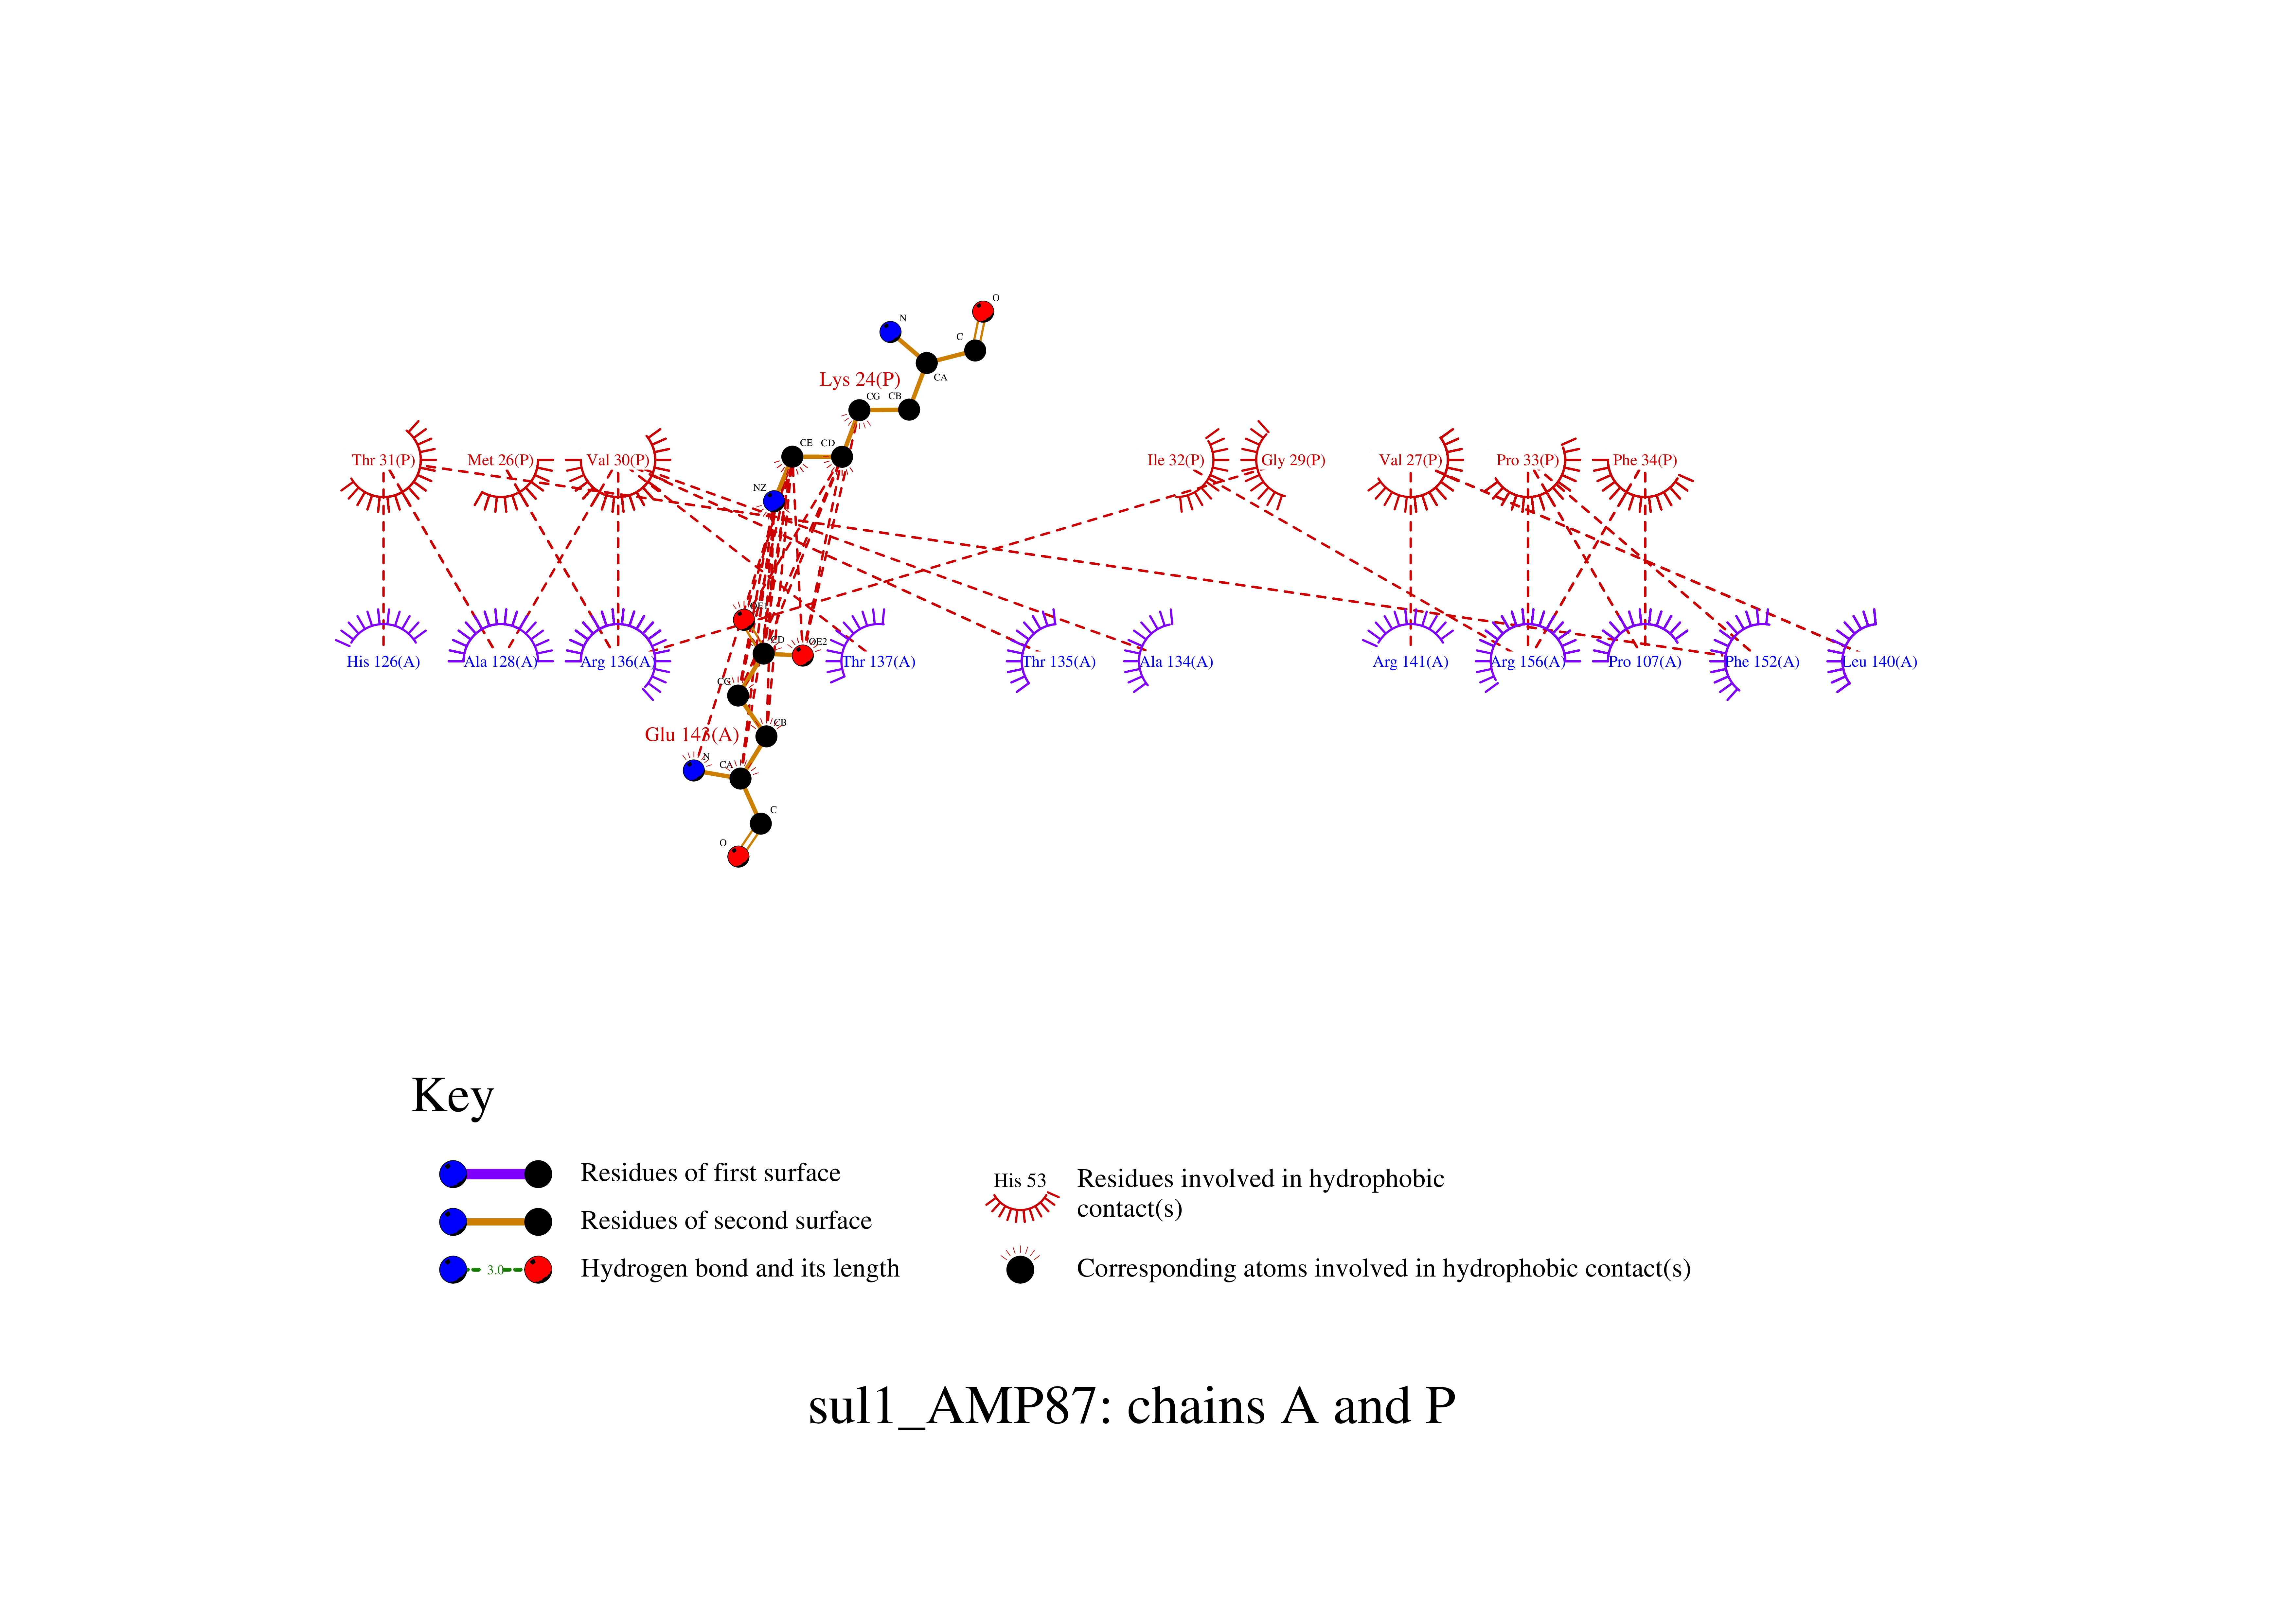 O
N
C
CA
Lys 24(P)
CG CB
CE CD
NZ
Thr 31(P) Met 26(P) Val 30(P) Ile 32(P) Gly 29(P) Val 27(P) Pro 33(P) Phe 34(P)
OE1
CD OE2
His 126(A) Ala 128(A) Arg 136(A) Thr 137(A) Thr 135(A) Ala 134(A) Arg 141(A) Arg 156(A) Pro 107(A) Phe 152(A) Leu 140(A)
CG
CB
Glu 143(A)
N
CA
C
O
Key
Residues of first surface
Residues of second surface
3.0 Hydrogen bond and its length
His 53 Residues involved in hydrophobic
contact(s)
Corresponding atoms involved in hydrophobic contact(s)
sul1_AMP87: chains A and P